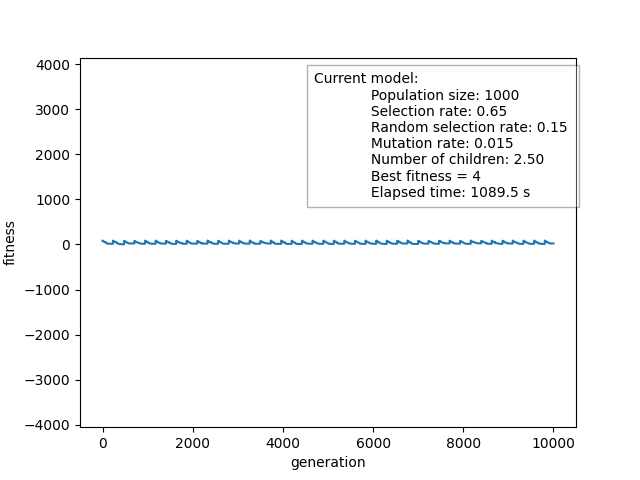 4000
3000
2000
1000
0
−1000
−2000
−3000
−4000
fitness
Current model:
Population size: 1000
Selection rate: 0.65
Random selection rate: 0.15
Mutation rate: 0.015
Number of children: 2.50
Best fitness = 4
Elapsed time: 1089.5 s
0 2000 4000 6000 8000 10000
generation